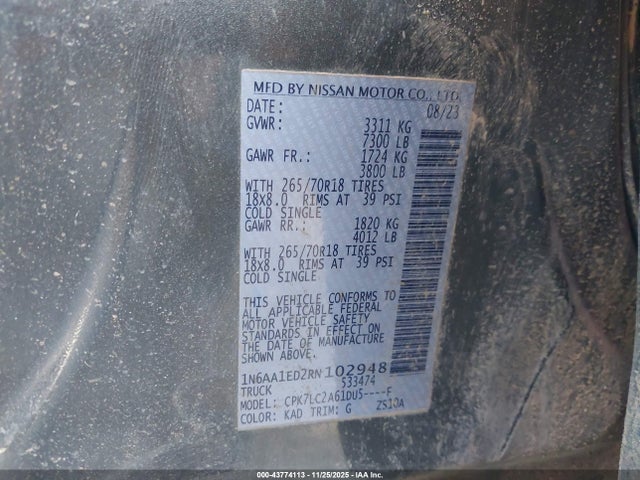 MFD BY NISSAN MOTOR CO., LTD.
DATE: 08/23
GVWR: 3311 KG
7300 LB
GAWR FR.: 1724 KG
3800 LB
WITH 265/70R18 TIRES
18X8.0 RIMS AT 39 PSI
COLD SINGLE
GAWR RR.: 1820 KG
4012 LB
WITH 265/70R18 TIRES
18X8.0 RIMS AT 39 PSI
COLD SINGLE
THIS VEHICLE CONFORMS TO
ALL APPLICABLE FEDERAL
MOTOR VEHICLE SAFETY
STANDARDS IN EFFECT ON
THE DATE OF MANUFACTURE
SHOWN ABOVE.
1N6AA1ED2RN102948
TRUCK S33474
MODEL: CPK7LC2A61DU5----F
COLOR: KAD TRIM: G ZS18A
000-43774113 - 11/25/2025 - IAA Inc.